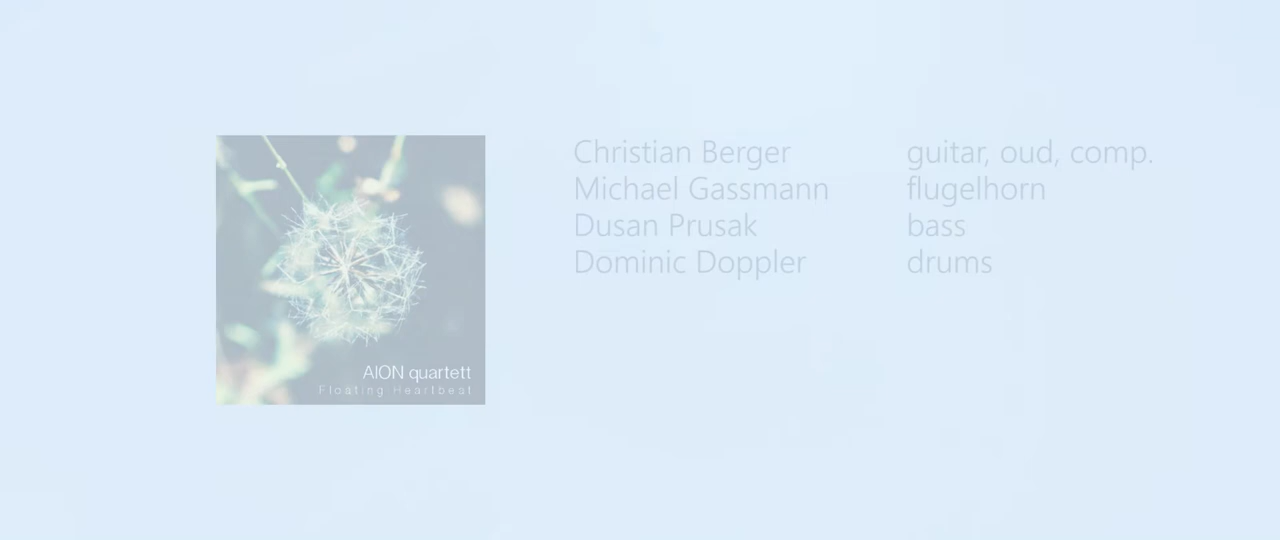 Christian Berger guitar, oud, comp.
Michael Gassmann flugelhorn
Dusan Prusak bass
Dominic Doppler drums
AION quartett
Floating Heartbeat